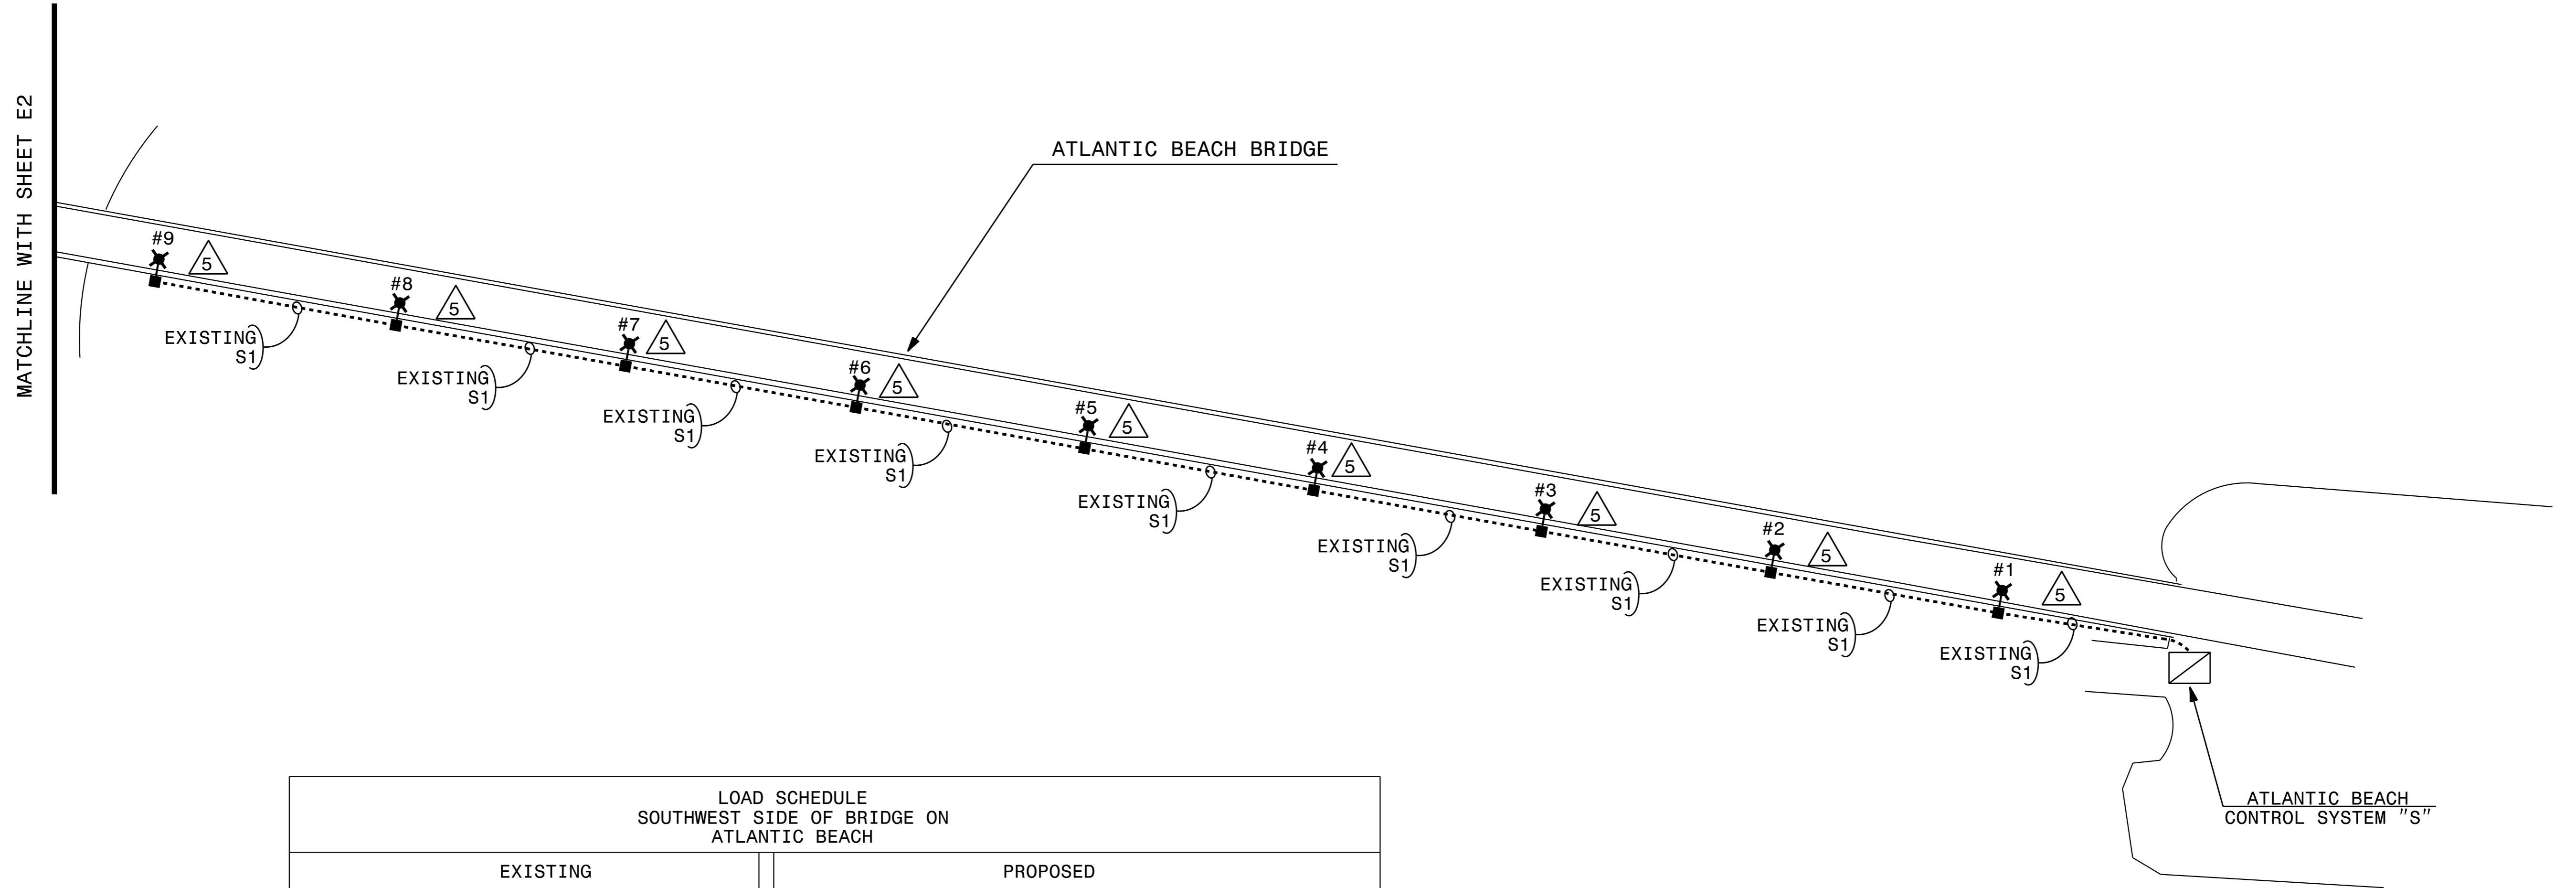 MATCHLINE WITH SHEET E2
ATLANTIC BEACH BRIDGE
#9
5
#8
5
#7
5
#6
5
#5
5
#4
5
#3
5
#2
5
#1
5
EXISTING
S1
EXISTING
S1
EXISTING
S1
EXISTING
S1
EXISTING
S1
EXISTING
S1
EXISTING
S1
EXISTING
S1
EXISTING
S1
ATLANTIC BEACH
CONTROL SYSTEM "S"
LOAD SCHEDULE
SOUTHWEST SIDE OF BRIDGE ON
ATLANTIC BEACH
EXISTING
PROPOSED